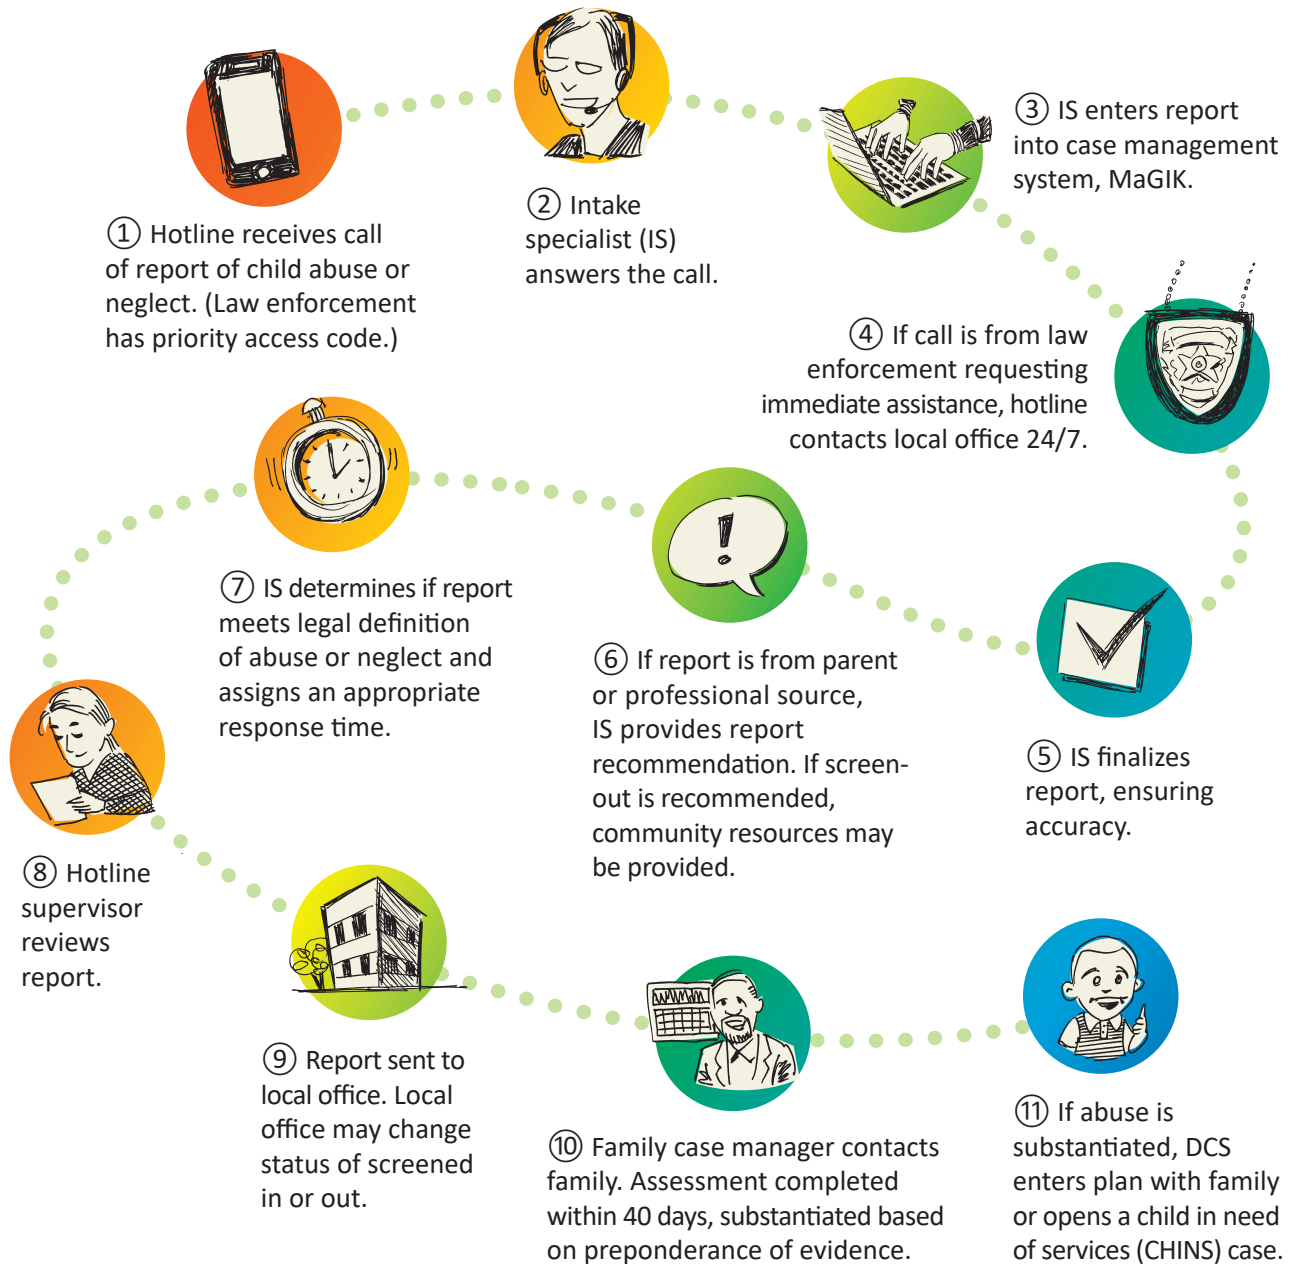 ① Hotline receives call
of report of child abuse or
neglect. (Law enforcement
has priority access code.)
② Intake
specialist (IS)
answers the call.
③ IS enters report
into case management
system, MaGIK.
④ If call is from law
enforcement requesting
immediate assistance, hotline
contacts local office 24/7.
⑤ IS finalizes
report, ensuring
accuracy.
⑥ If report is from parent
or professional source,
IS provides report
recommendation. If screen-
out is recommended,
community resources may
be provided.
⑦ IS determines if report
meets legal definition
of abuse or neglect and
assigns an appropriate
response time.
⑧ Hotline
supervisor
reviews
report.
⑨ Report sent to
local office. Local
office may change
status of screened
in or out.
⑩ Family case manager contacts
family. Assessment completed
within 40 days, substantiated based
on preponderance of evidence.
⑪ If abuse is
substantiated, DCS
enters plan with family
or opens a child in need
of services (CHINS) case.